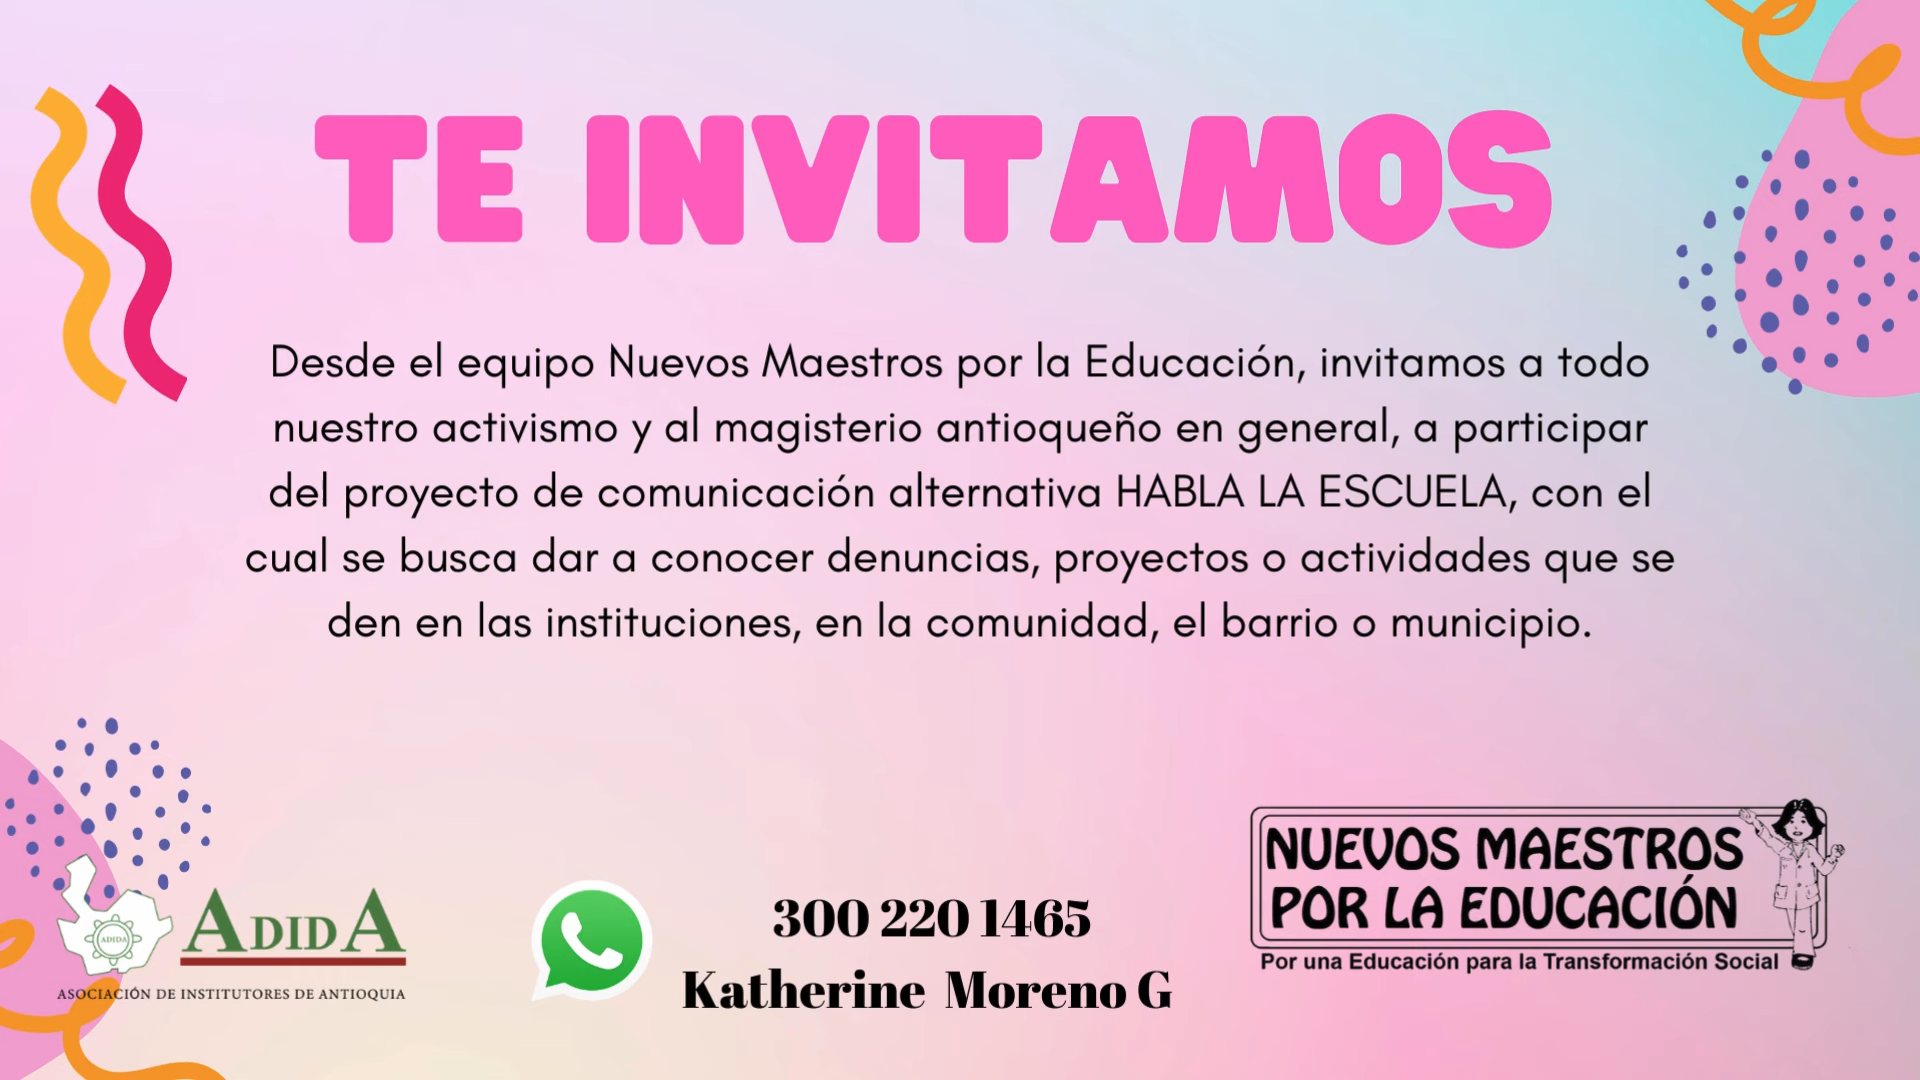 TE INVITAMOS
Desde el equipo Nuevos Maestros por la Educación, invitamos a todo
nuestro activismo y al magisterio antioqueño en general, a participar
del proyecto de comunicación alternativa HABLA LA ESCUELA, con el
cual se busca dar a conocer denuncias, proyectos o actividades que se
den en las instituciones, en la comunidad, el barrio o municipio.
ADIDA
ADIDA
ASOCIACIÓN DE INSTITUTORES DE ANTIOQUIA
300 220 1465
Katherine Moreno G
NUEVOS MAESTROS
POR LA EDUCACIÓN
Por una Educación para la Transformación Social